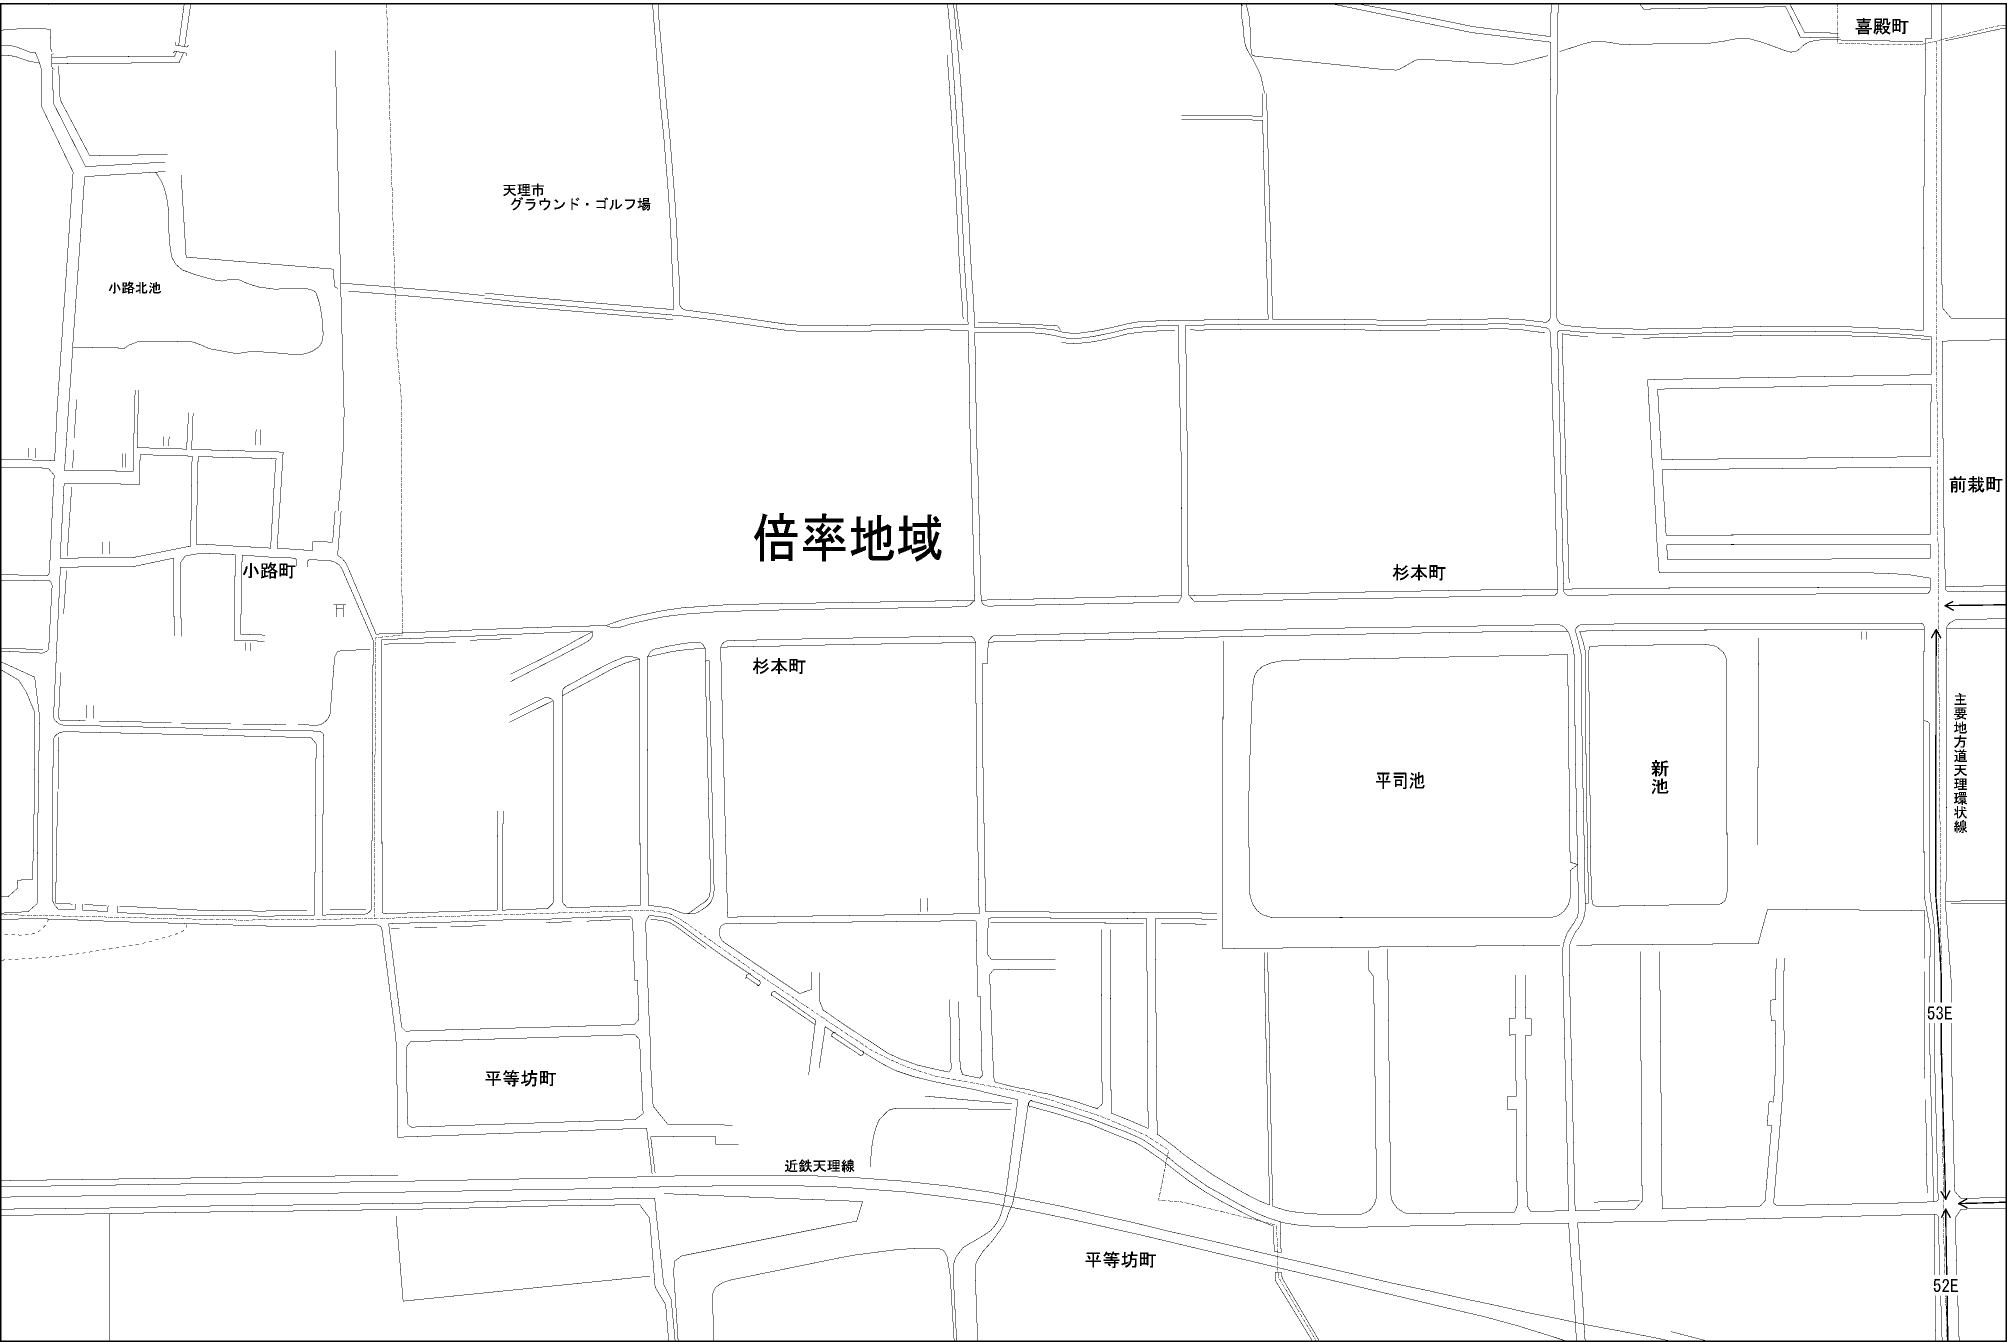 喜殿町
天理市
グラウンド・ゴルフ場
小路北池
前栽町
倍率地域
小路町
杉本町
杉本町
主要地方道天理環状線
平司池
新池
53E
平等坊町
近鉄天理線
平等坊町
52E